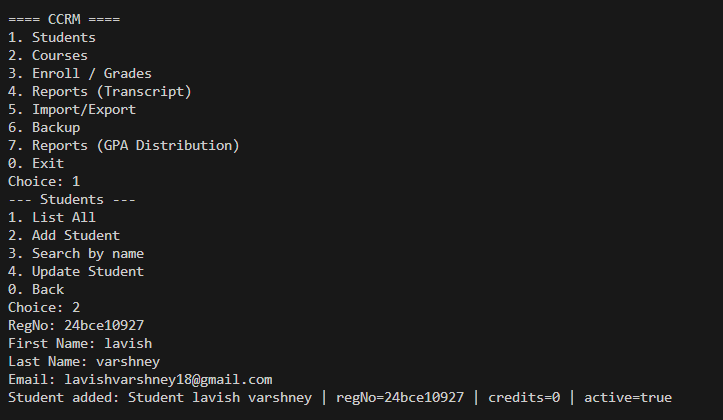 ==== CCRM ====
1. Students
2. Courses
3. Enroll / Grades
4. Reports (Transcript)
5. Import/Export
6. Backup
7. Reports (GPA Distribution)
0. Exit
Choice: 1
--- Students ---
1. List All
2. Add Student
3. Search by name
4. Update Student
0. Back
Choice: 2
RegNo: 24bce10927
First Name: lavish
Last Name: varshney
Email: lavishvarshney18@gmail.com
Student added: Student lavish varshney | regNo=24bce10927 | credits=0 | active=true